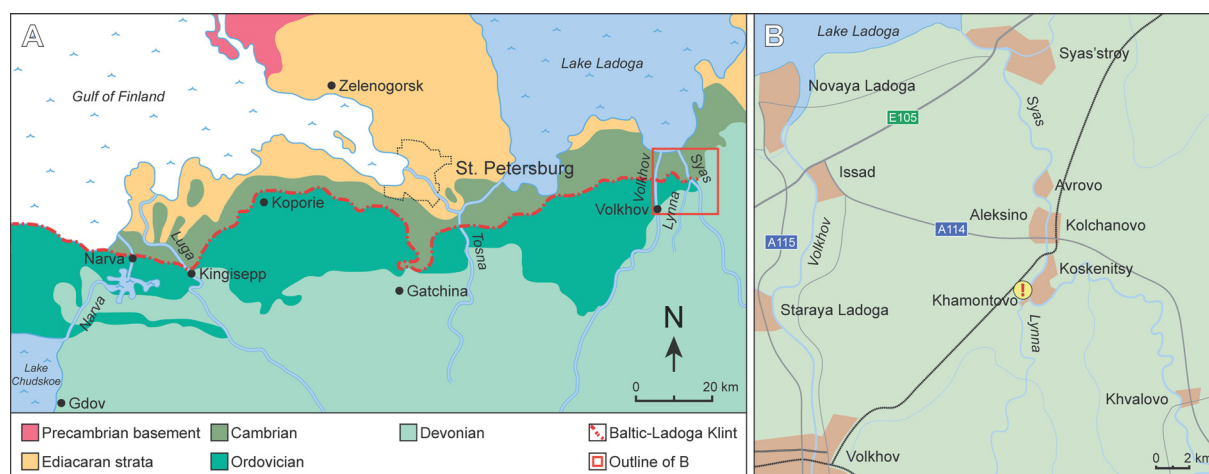 A
Gulf of Finland
Zelenogorsk
Lake Ladoga
St. Petersburg
Koporie
Luga
Narva
Kingisepp
Narva
Lake
Chudskoe
Gdov
Gatchina
Tosna
Volkhov
Volkhov
Lynna
Syas
N
0 20 km
Precambrian basement
Cambrian
Devonian
Baltic-Ladoga Klint
Ediacaran strata
Ordovician
Outline of B
B
Lake Ladoga
Syas'stroy
Novaya Ladoga
Syas
E105
Issad
Avrovo
Aleksino
Kolchanovo
A114
A115
Volkhov
Koskenitsy
!
Khamontovo
Staraya Ladoga
Lynna
Khvalovo
Volkhov
0 2 km